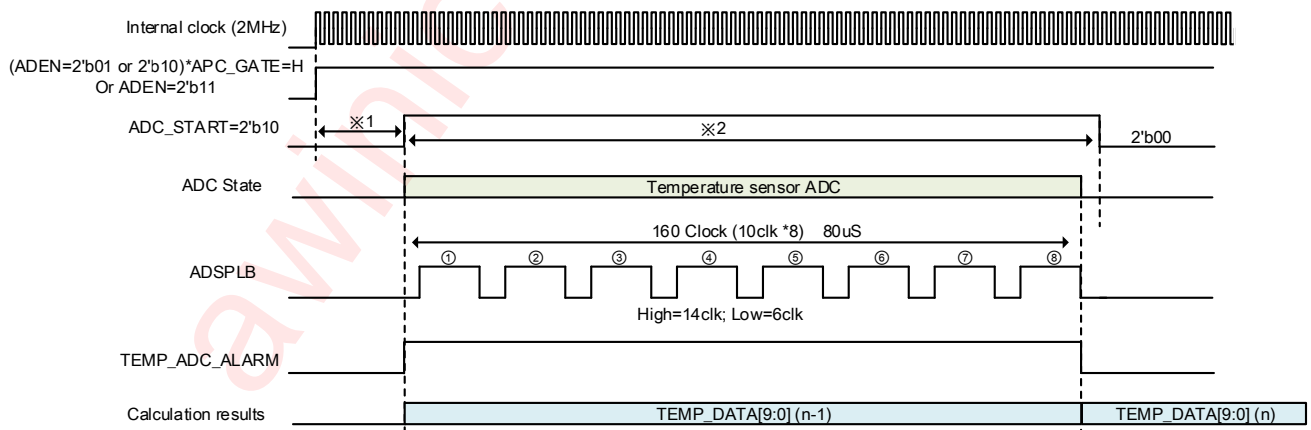 Internal clock (2MHz)
(ADEN=2'b01 or 2'b10)*APC_GATE=H
Or ADEN=2'b11
ADC_START=2'b10
※1
※2
2'b00
ADC State
Temperature sensor ADC
160 Clock (10clk *8) 80uS
ADSPLB
① ② ③ ④ ⑤ ⑥ ⑦ ⑧
High=14clk; Low=6clk
TEMP_ADC_ALARM
Calculation results
TEMP_DATA[9:0] (n-1)
TEMP_DATA[9:0] (n)
awinic